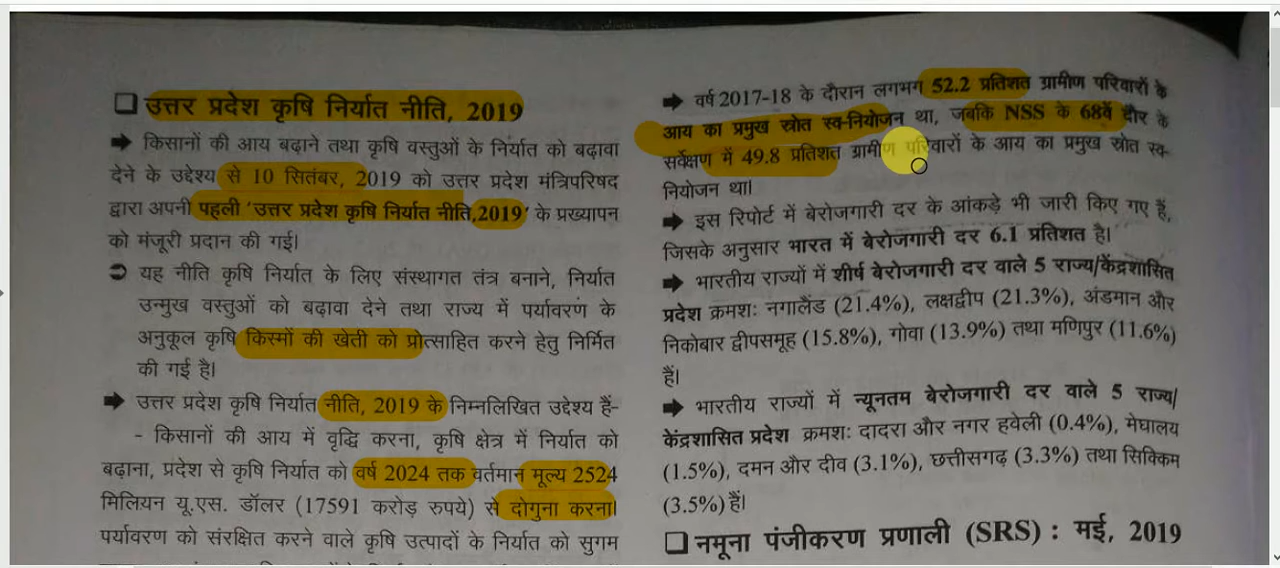 ❑ उत्तर प्रदेश कृषि निर्यात नीति, 2019
➡ किसानों की आय बढ़ाने तथा कृषि वस्तुओं के निर्यात को बढ़ावा
देने के उद्देश्य से 10 सितंबर, 2019 को उत्तर प्रदेश मंत्रिपरिषद
द्वारा अपनी पहली 'उत्तर प्रदेश कृषि निर्यात नीति,2019' के प्रख्यापन
को मंजूरी प्रदान की गई।
➲ यह नीति कृषि निर्यात के लिए संस्थागत तंत्र बनाने, निर्यात
उन्मुख वस्तुओं को बढ़ावा देने तथा राज्य में पर्यावरण के
अनुकूल कृषि किस्मों की खेती को प्रोत्साहित करने हेतु निर्मित
की गई है।
➡ उत्तर प्रदेश कृषि निर्यात नीति, 2019 के निम्नलिखित उद्देश्य हैं-
- किसानों की आय में वृद्धि करना, कृषि क्षेत्र में निर्यात को
बढ़ाना, प्रदेश से कृषि निर्यात को वर्ष 2024 तक वर्तमान मूल्य 2524
मिलियन यू.एस. डॉलर (17591 करोड़ रुपये) से दोगुना करना।
पर्यावरण को संरक्षित करने वाले कृषि उत्पादों के निर्यात को सुगम
➡ वर्ष 2017-18 के दौरान लगभग 52.2 प्रतिशत ग्रामीण परिवारों के
आय का प्रमुख स्रोत स्व-नियोजन था, जबकि NSS के 68वें दौर के
सर्वेक्षण में 49.8 प्रतिशत ग्रामीण परिवारों के आय का प्रमुख स्रोत स्व-
नियोजन था।
➡ इस रिपोर्ट में बेरोजगारी दर के आंकड़े भी जारी किए गए हैं,
जिसके अनुसार भारत में बेरोजगारी दर 6.1 प्रतिशत है।
➡ भारतीय राज्यों में शीर्ष बेरोजगारी दर वाले 5 राज्य/केंद्रशासित
प्रदेश क्रमश: नगालैंड (21.4%), लक्षद्वीप (21.3%), अंडमान और
निकोबार द्वीपसमूह (15.8%), गोवा (13.9%) तथा मणिपुर (11.6%)
हैं।
➡ भारतीय राज्यों में न्यूनतम बेरोजगारी दर वाले 5 राज्य/
केंद्रशासित प्रदेश क्रमश: दादरा और नगर हवेली (0.4%), मेघालय
(1.5%), दमन और दीव (3.1%), छत्तीसगढ़ (3.3%) तथा सिक्किम
(3.5%) हैं।
❑ नमूना पंजीकरण प्रणाली (SRS) : मई, 2019